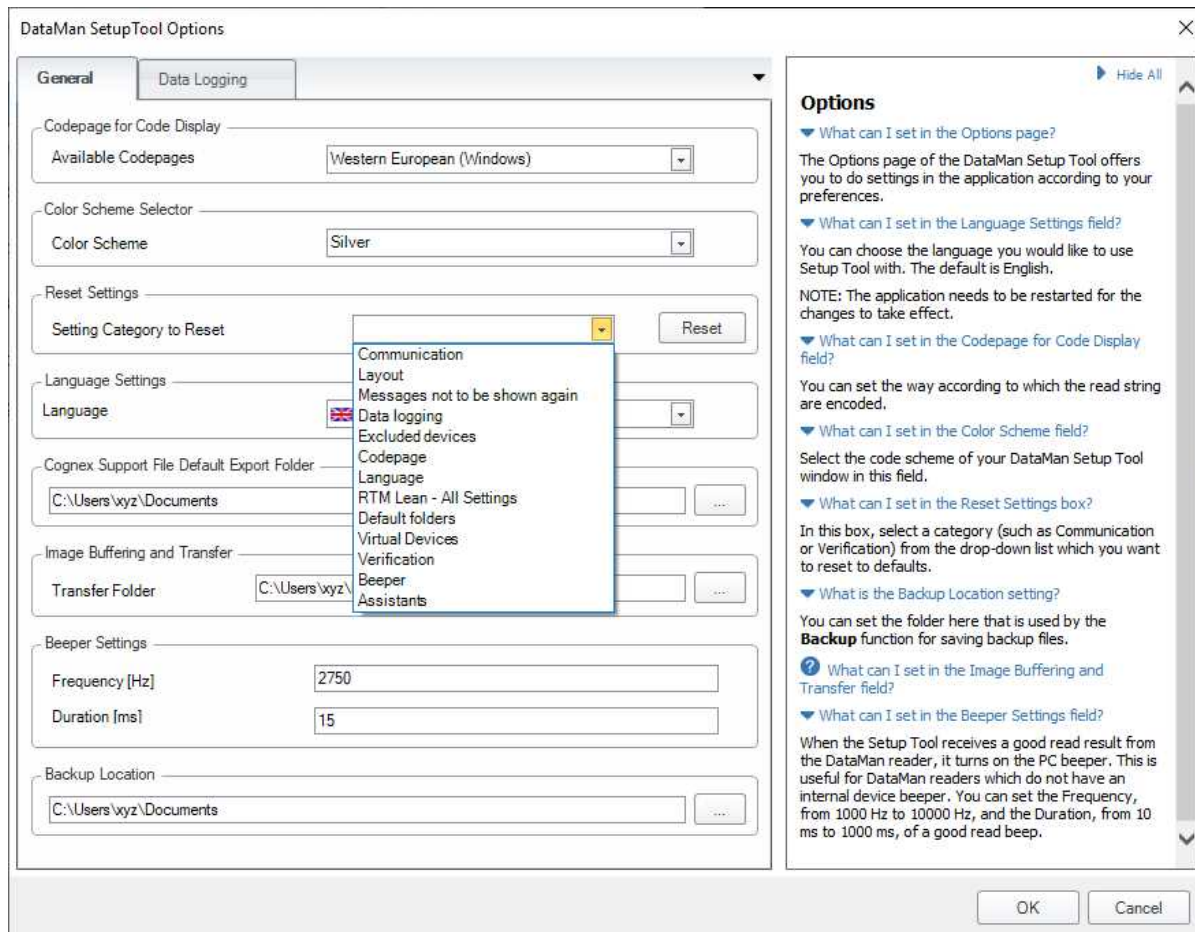 DataMan SetupTool Options
General
Data Logging
Codepage for Code Display
Available Codepages
Western European (Windows)
Color Scheme Selector
Color Scheme
Silver
Reset Settings
Setting Category to Reset
Reset
Communication
Layout
Messages not to be shown again
Data logging
Excluded devices
Codepage
Language
RTM Lean - All Settings
Default folders
Virtual Devices
Verification
Beeper
Assistants
Language Settings
Language
Cognex Support File Default Export Folder
C:\Users\xyz\Documents
...
Image Buffering and Transfer
Transfer Folder
C:\Users\xyz\
...
Beeper Settings
Frequency [Hz]
2750
Duration [ms]
15
Backup Location
C:\Users\xyz\Documents
...
Hide All
Options
What can I set in the Options page?
The Options page of the DataMan Setup Tool offers
you to do settings in the application according to your
preferences.
What can I set in the Language Settings field?
You can choose the language you would like to use
Setup Tool with. The default is English.
NOTE: The application needs to be restarted for the
changes to take effect.
What can I set in the Codepage for Code Display
field?
You can set the way according to which the read string
are encoded.
What can I set in the Color Scheme field?
Select the code scheme of your DataMan Setup Tool
window in this field.
What can I set in the Reset Settings box?
In this box, select a category (such as Communication
or Verification) from the drop-down list which you want
to reset to defaults.
What is the Backup Location setting?
You can set the folder here that is used by the
Backup function for saving backup files.
What can I set in the Image Buffering and
Transfer field?
What can I set in the Beeper Settings field?
When the Setup Tool receives a good read result from
the DataMan reader, it turns on the PC beeper. This is
useful for DataMan readers which do not have an
internal device beeper. You can set the Frequency,
from 1000 Hz to 10000 Hz, and the Duration, from 10
ms to 1000 ms, of a good read beep.
OK
Cancel